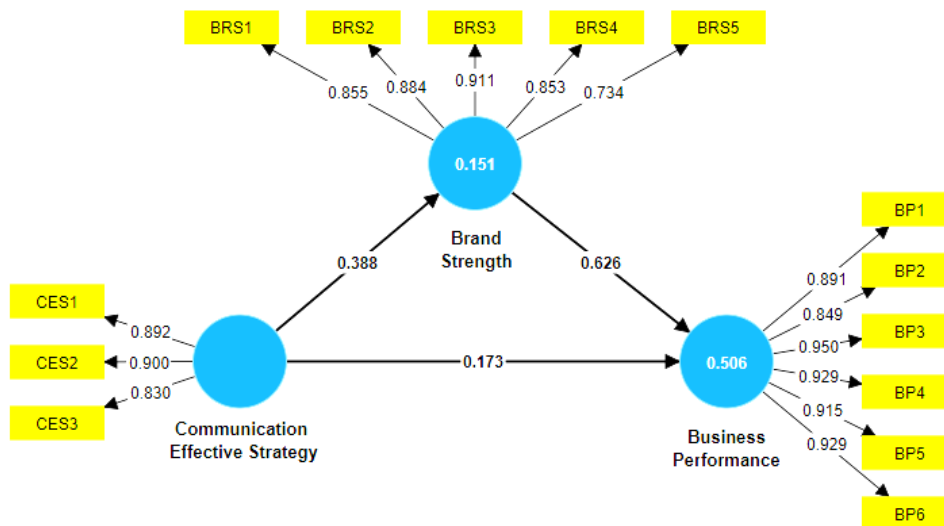 BRS1
BRS2
BRS3
BRS4
BRS5
0.855
0.884
0.911
0.853
0.734
0.151
Brand
Strength
0.388
0.626
CES1
CES2
CES3
0.892
0.900
0.830
Communication
Effective Strategy
0.173
0.506
Business
Performance
BP1
BP2
BP3
BP4
BP5
BP6
0.891
0.849
0.950
0.929
0.915
0.929